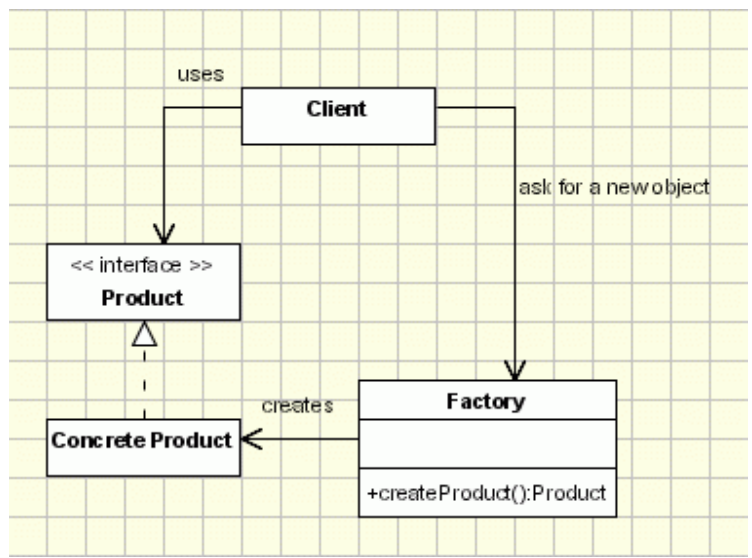 uses
Client
ask for a new object
<< interface >>
Product
creates
Factory
Concrete Product
+createProduct():Product